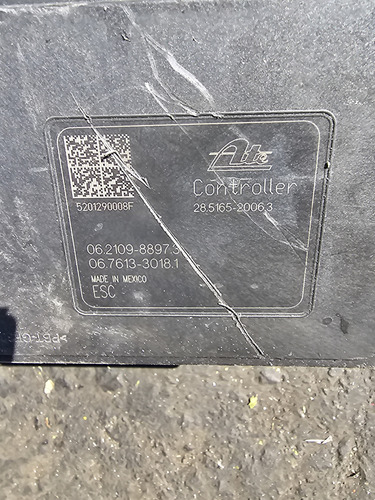 Ate
Controller
5201290008F
28.5165-2006.3
06.2109-8897.3
06.7613-3018.1
MADE IN MEXICO
ESC